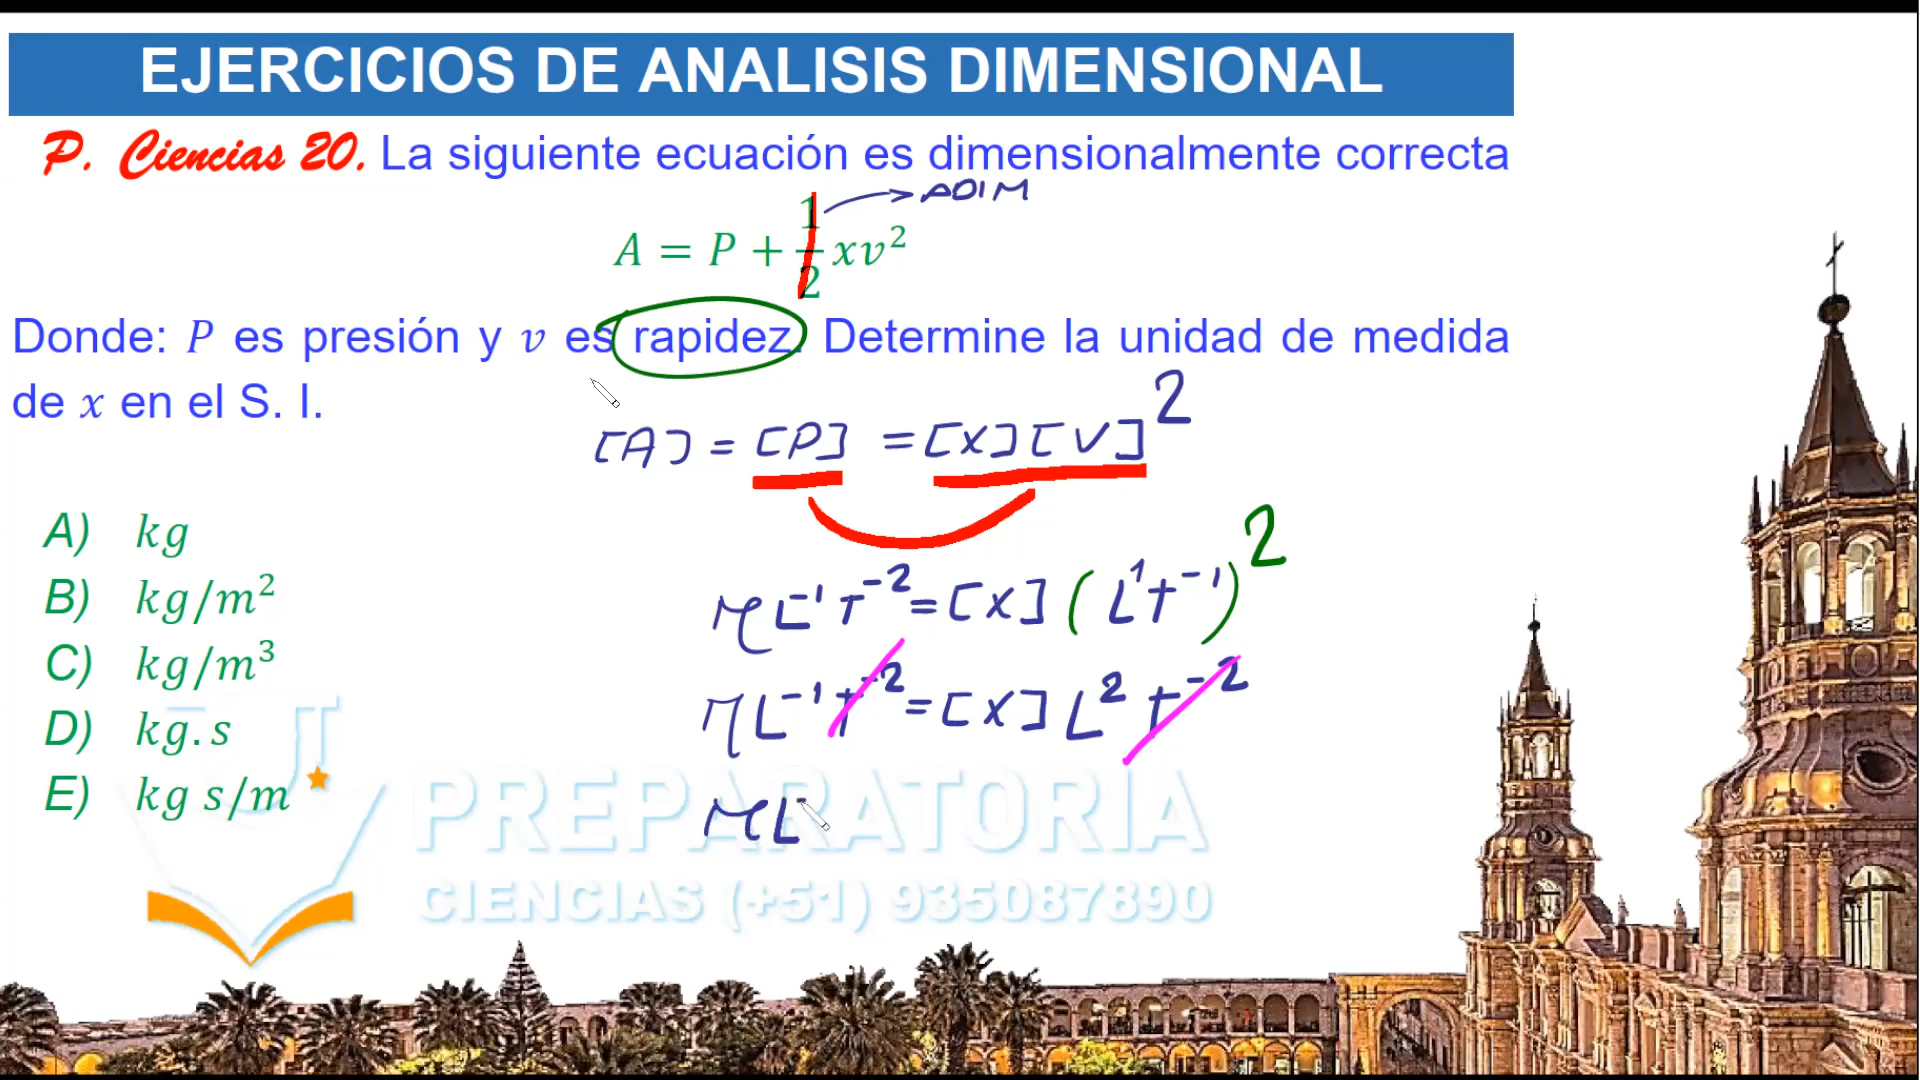 EJERCICIOS DE ANALISIS DIMENSIONAL
P. Ciencias 20. La siguiente ecuación es dimensionalmente correcta
→ ADIM
A = P + 1/2 xv²
Donde: P es presión y v es rapidez. Determine la unidad de medida
de x en el S. I.
[A] = [P] = [X][V]²
A) kg
B) kg/m²
C) kg/m³
D) kg.s
E) kg s/m
ML⁻¹T⁻² = [X] (L¹T⁻¹)²
ML⁻¹T⁻² = [X] L² T⁻²
ML⁻
PREPARATORIA
CIENCIAS (+51) 935087890